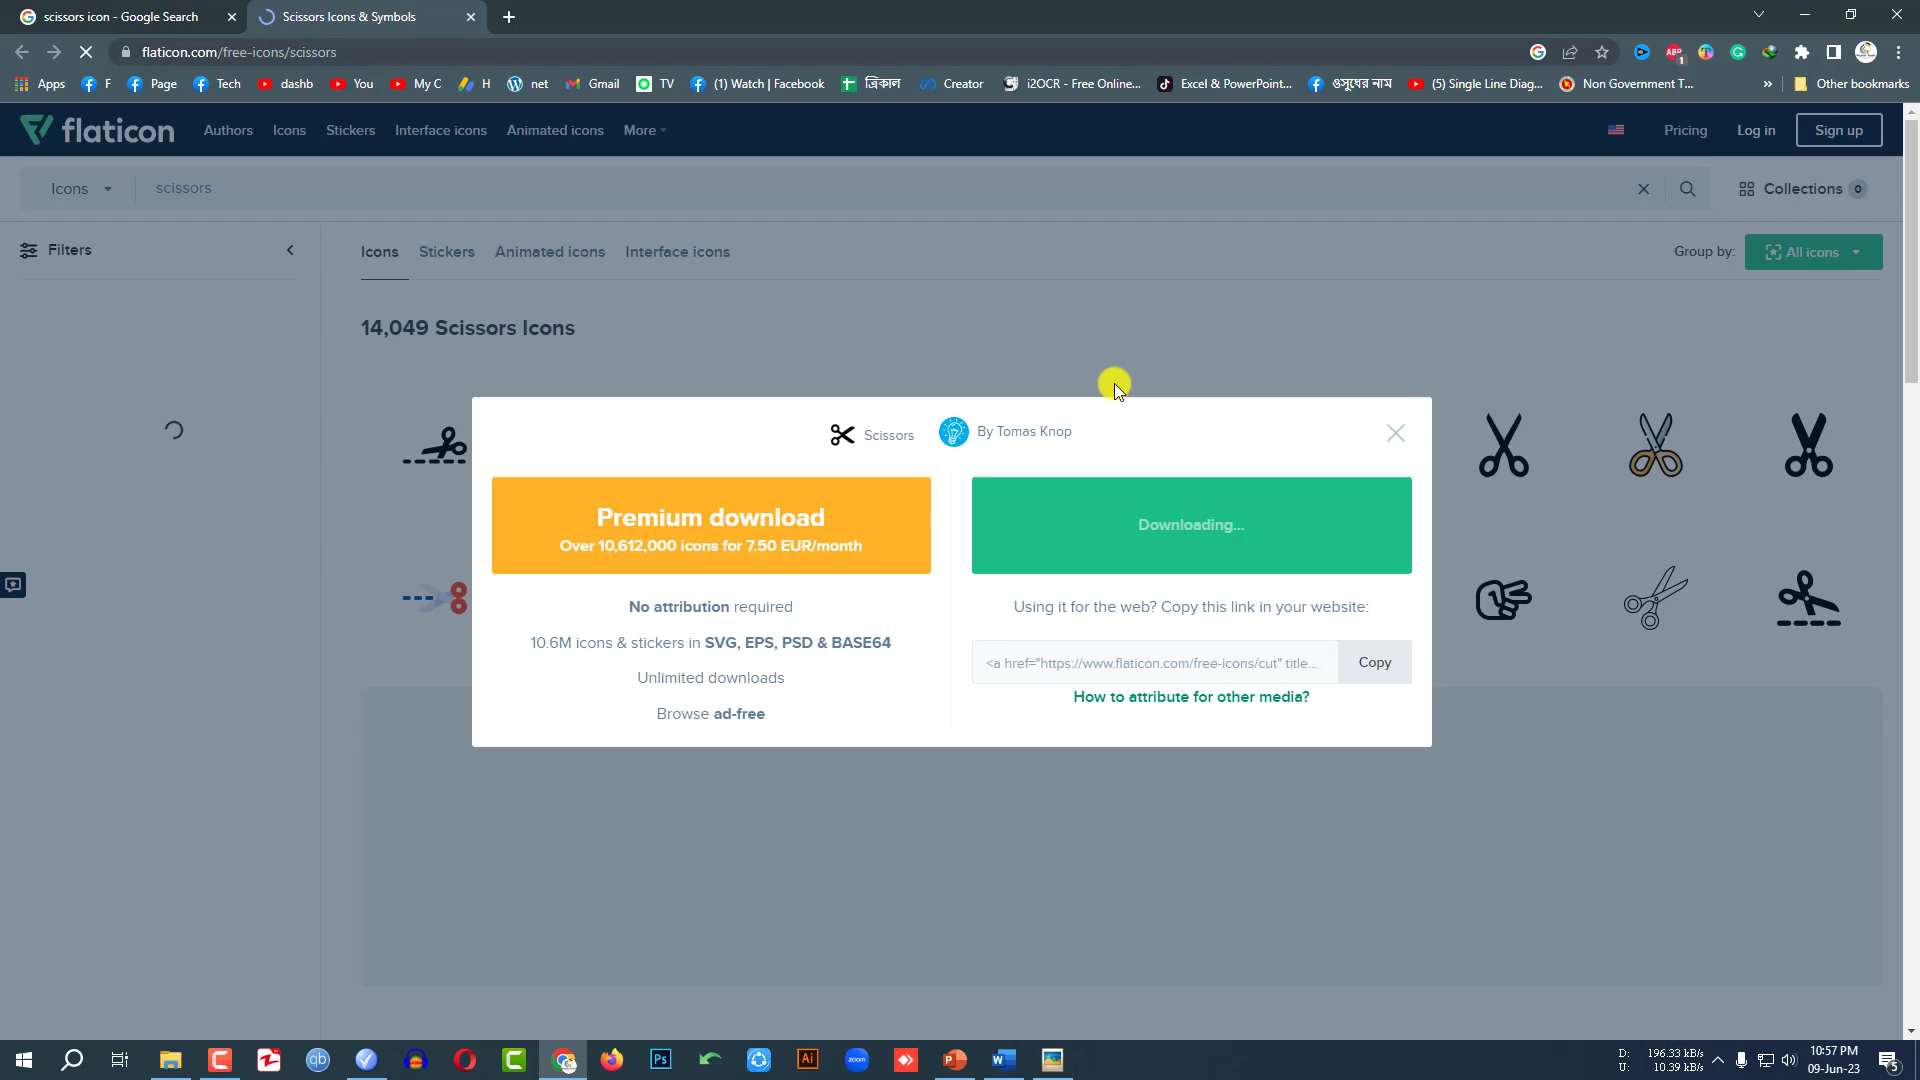 scissors icon - Google Search
Scissors Icons & Symbols
flaticon.com/free-icons/scissors
Apps
F
Page
Tech
dashb
You
My C
H
net
Gmail
TV
(1) Watch | Facebook
ত্রিকাল
Creator
i2OCR - Free Online...
Excel & PowerPoint...
ওসুধের নাম
(5) Single Line Diag...
Non Government T...
»
Other bookmarks
flaticon
Authors
Icons
Stickers
Interface icons
Animated icons
More
Pricing
Log in
Sign up
Icons
scissors
Collections
0
Filters
Icons
Stickers
Animated icons
Interface icons
Group by:
All icons
14,049 Scissors Icons
Scissors
By Tomas Knop
Premium download
Over 10,612,000 icons for 7.50 EUR/month
No attribution required
10.6M icons & stickers in SVG, EPS, PSD & BASE64
Unlimited downloads
Browse ad-free
Downloading...
Using it for the web? Copy this link in your website:
<a href="https://www.flaticon.com/free-icons/cut" title...
Copy
How to attribute for other media?
D: 196.33 kB/s
U: 10.39 kB/s
10:57 PM
09-Jun-23
5